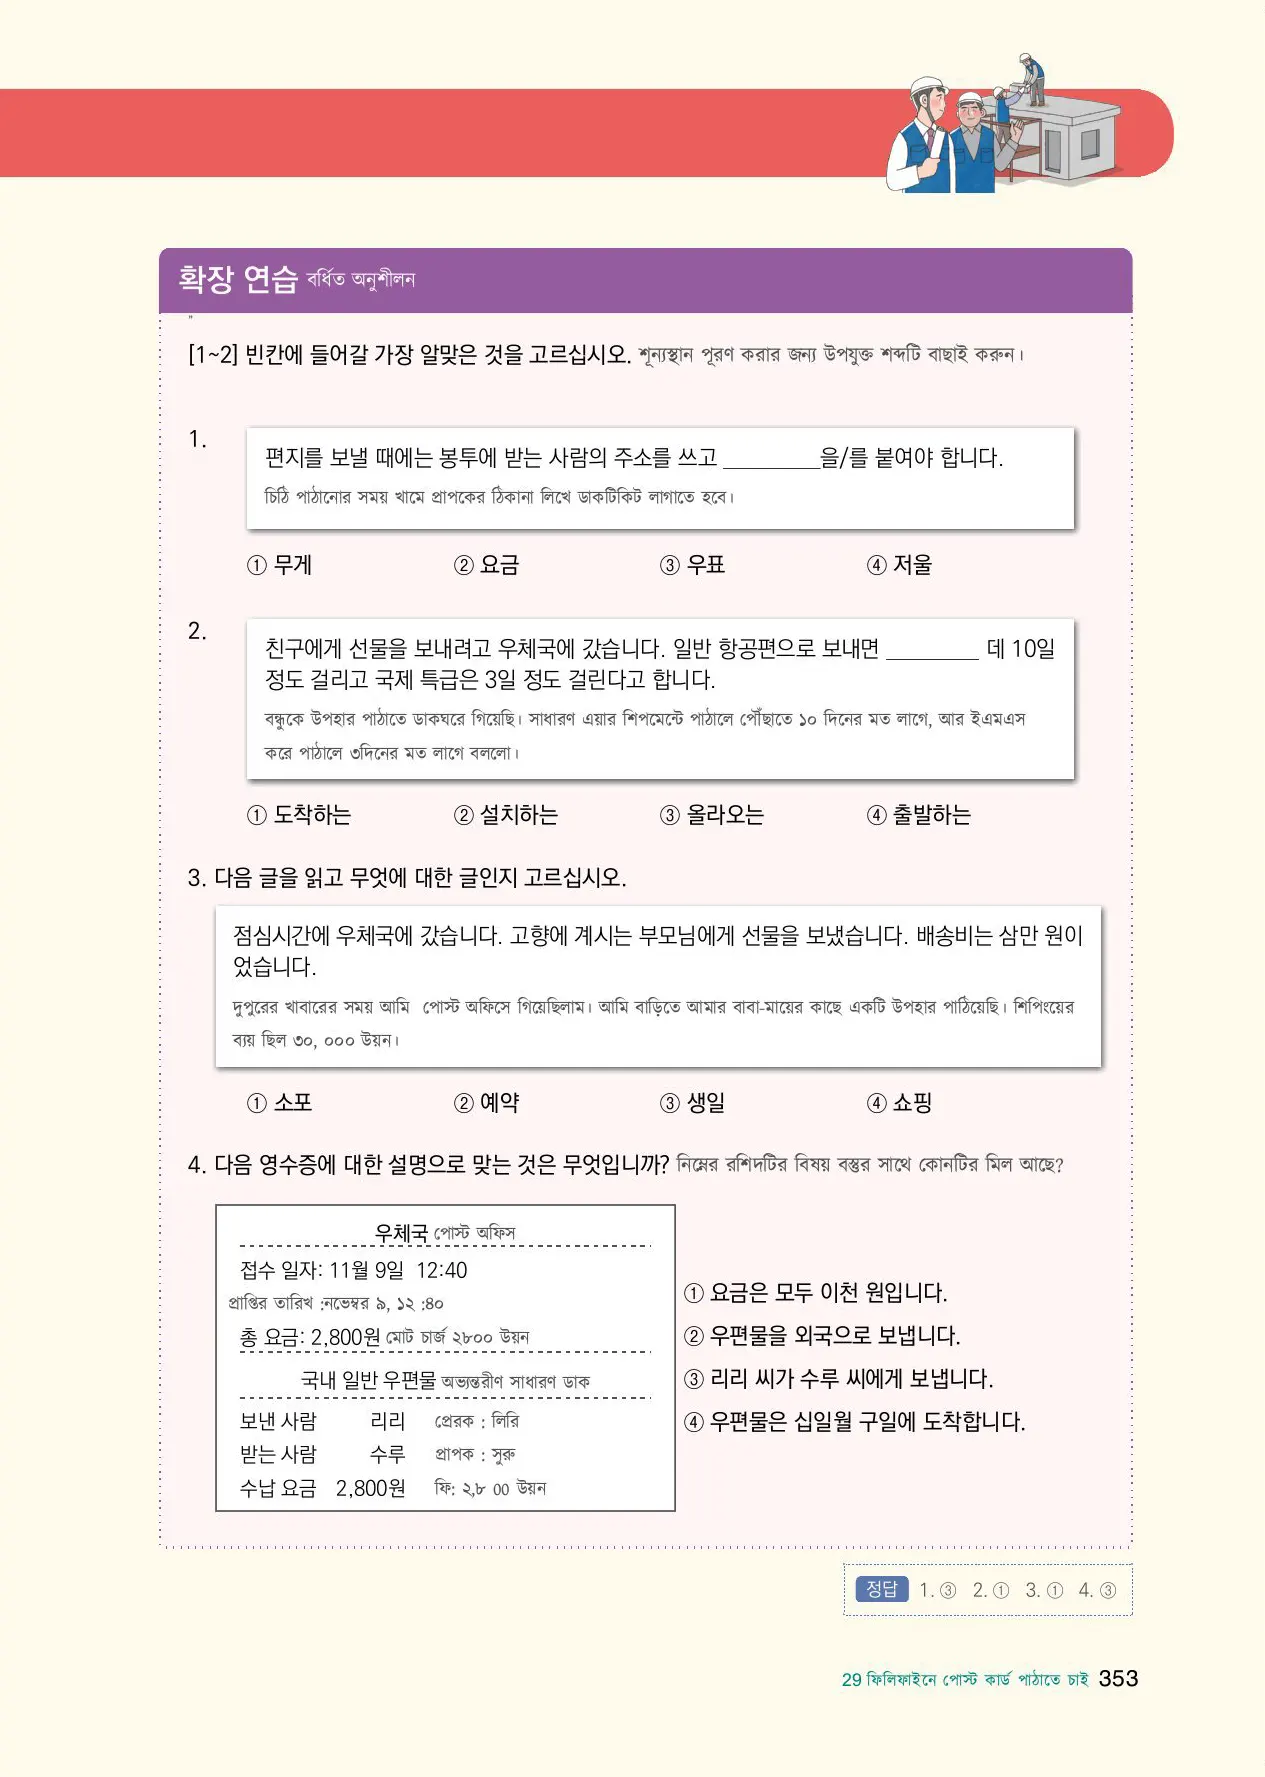 확장 연습 বর্ধিত অনুশীলন
"
[1~2] 빈칸에 들어갈 가장 알맞은 것을 고르십시오. শূন্যস্থান পূরণ করার জন্য উপযুক্ত শব্দটি বাছাই করুন।
1.
편지를 보낼 때에는 봉투에 받는 사람의 주소를 쓰고 ________을/를 붙여야 합니다.
চিঠি পাঠানোর সময় খামে প্রাপকের ঠিকানা লিখে ডাকটিকিট লাগাতে হবে।
① 무게 ② 요금 ③ 우표 ④ 저울
2.
친구에게 선물을 보내려고 우체국에 갔습니다. 일반 항공편으로 보내면 ________ 데 10일
정도 걸리고 국제 특급은 3일 정도 걸린다고 합니다.
বন্ধুকে উপহার পাঠাতে ডাকঘরে গিয়েছি। সাধারণ এয়ার শিপমেন্টে পাঠালে পৌঁছাতে ১০ দিনের মত লাগে, আর ইএমএস
করে পাঠালে ৩দিনের মত লাগে বললো।
① 도착하는 ② 설치하는 ③ 올라오는 ④ 출발하는
3. 다음 글을 읽고 무엇에 대한 글인지 고르십시오.
점심시간에 우체국에 갔습니다. 고향에 계시는 부모님에게 선물을 보냈습니다. 배송비는 삼만 원이
었습니다.
দুপুরের খাবারের সময় আমি পোস্ট অফিসে গিয়েছিলাম। আমি বাড়িতে আমার বাবা-মায়ের কাছে একটি উপহার পাঠিয়েছি। শিপিংয়ের
ব্যয় ছিল ৩০, ০০০ উয়ন।
① 소포 ② 예약 ③ 생일 ④ 쇼핑
4. 다음 영수증에 대한 설명으로 맞는 것은 무엇입니까? নিম্নের রশিদটির বিষয় বস্তুর সাথে কোনটির মিল আছে?
우체국 পোস্ট অফিস
접수 일자: 11월 9일 12:40
প্রাপ্তির তারিখ :নভেম্বর ৯, ১২ :৪০
총 요금: 2,800원 মোট চার্জ ২৮০০ উয়ন
국내 일반 우편물 অভ্যন্তরীণ সাধারণ ডাক
보낸 사람 리리 প্রেরক : লিরি
받는 사람 수루 প্রাপক : সুরু
수납 요금 2,800원 ফি: ২,৮ 00 উয়ন
① 요금은 모두 이천 원입니다.
② 우편물을 외국으로 보냅니다.
③ 리리 씨가 수루 씨에게 보냅니다.
④ 우편물은 십일월 구일에 도착합니다.
정답 1. ③ 2. ① 3. ① 4. ③
29 ফিলিফাইনে পোস্ট কার্ড পাঠাতে চাই 353